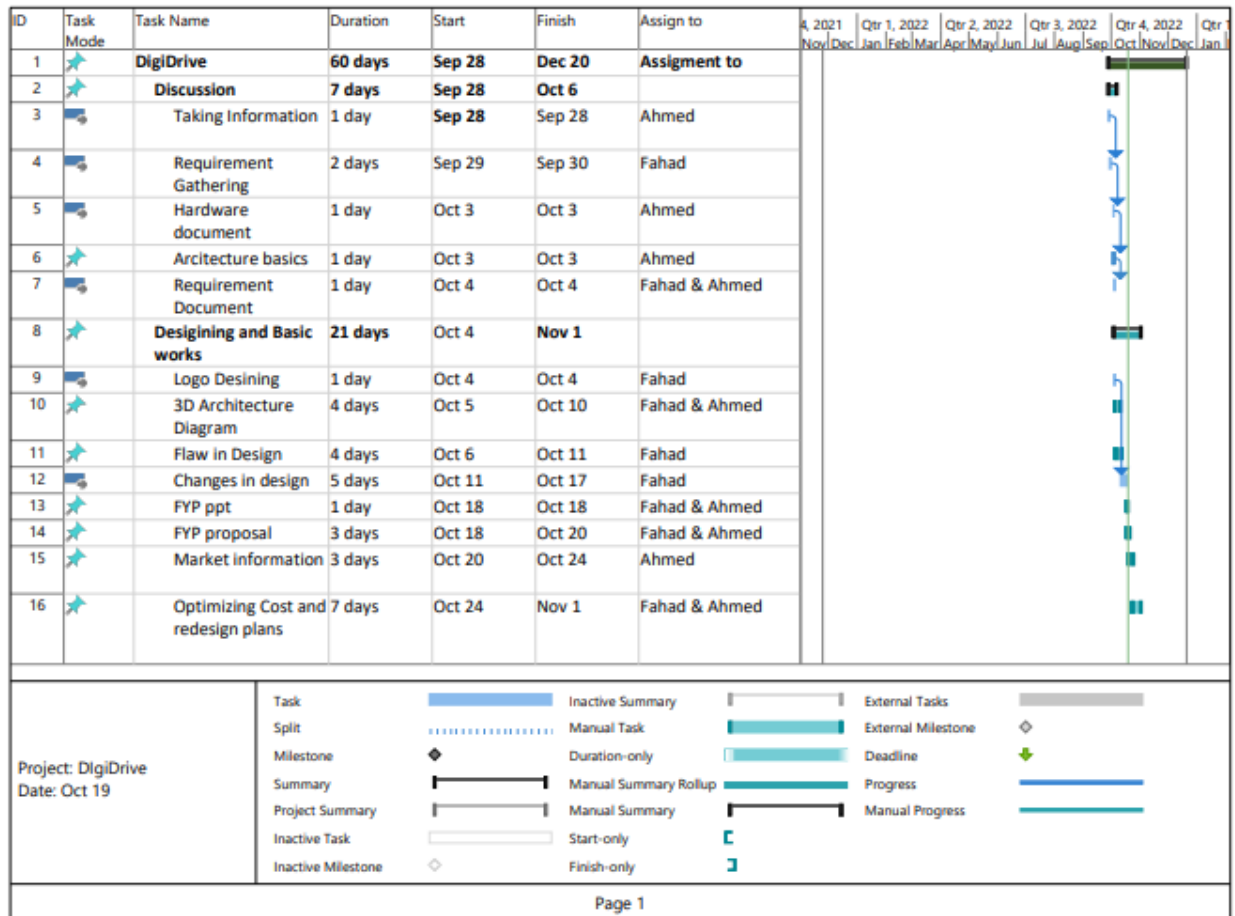 ID Task Mode Task Name Duration Start Finish Assign to
4, 2021 Qtr 1, 2022 Qtr 2, 2022 Qtr 3, 2022 Qtr 4, 2022 Qtr 1
Nov Dec Jan Feb Mar Apr May Jun Jul Aug Sep Oct Nov Dec Jan
1 DigiDrive 60 days Sep 28 Dec 20 Assigment to
2 Discussion 7 days Sep 28 Oct 6
3 Taking Information 1 day Sep 28 Sep 28 Ahmed
4 Requirement Gathering 2 days Sep 29 Sep 30 Fahad
5 Hardware document 1 day Oct 3 Oct 3 Ahmed
6 Arcitecture basics 1 day Oct 3 Oct 3 Ahmed
7 Requirement Document 1 day Oct 4 Oct 4 Fahad & Ahmed
8 Desigining and Basic works 21 days Oct 4 Nov 1
9 Logo Desining 1 day Oct 4 Oct 4 Fahad
10 3D Architecture Diagram 4 days Oct 5 Oct 10 Fahad & Ahmed
11 Flaw in Design 4 days Oct 6 Oct 11 Fahad
12 Changes in design 5 days Oct 11 Oct 17 Fahad
13 FYP ppt 1 day Oct 18 Oct 18 Fahad & Ahmed
14 FYP proposal 3 days Oct 18 Oct 20 Fahad & Ahmed
15 Market information 3 days Oct 20 Oct 24 Ahmed
16 Optimizing Cost and redesign plans 7 days Oct 24 Nov 1 Fahad & Ahmed
Project: DIgiDrive
Date: Oct 19
Task
Split
Milestone
Summary
Project Summary
Inactive Task
Inactive Milestone
Inactive Summary
Manual Task
Duration-only
Manual Summary Rollup
Manual Summary
Start-only
Finish-only
External Tasks
External Milestone
Deadline
Progress
Manual Progress
Page 1